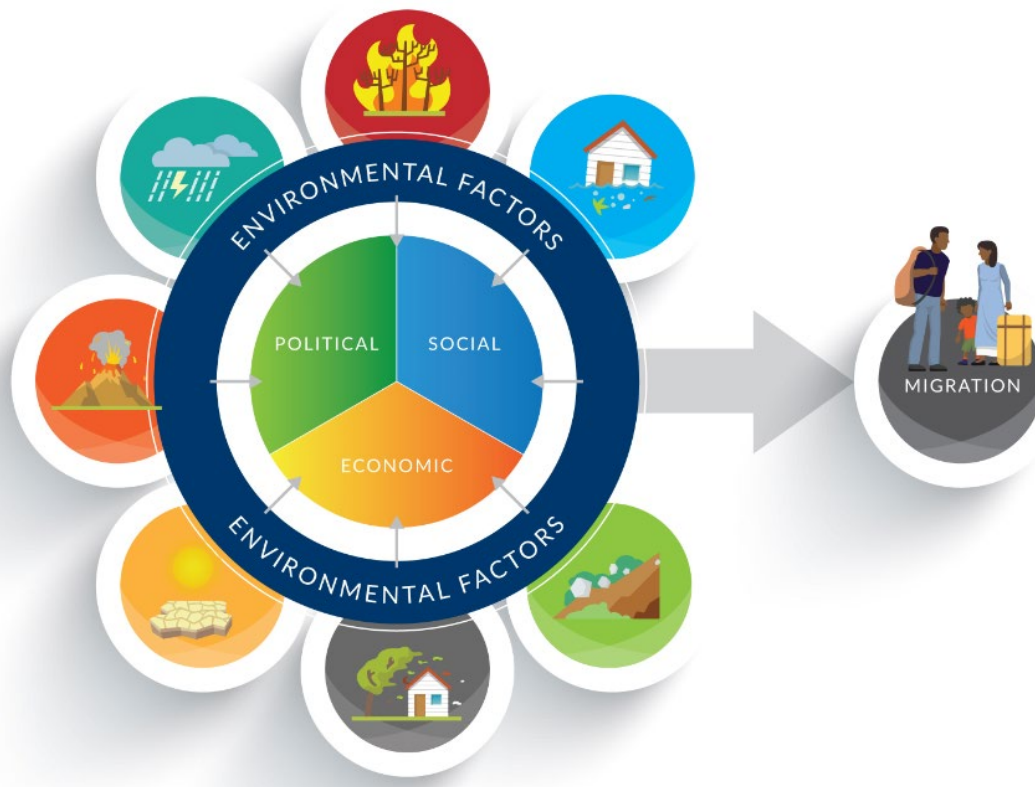 ENVIRONMENTAL FACTORS
POLITICAL
SOCIAL
ECONOMIC
ENVIRONMENTAL FACTORS
MIGRATION